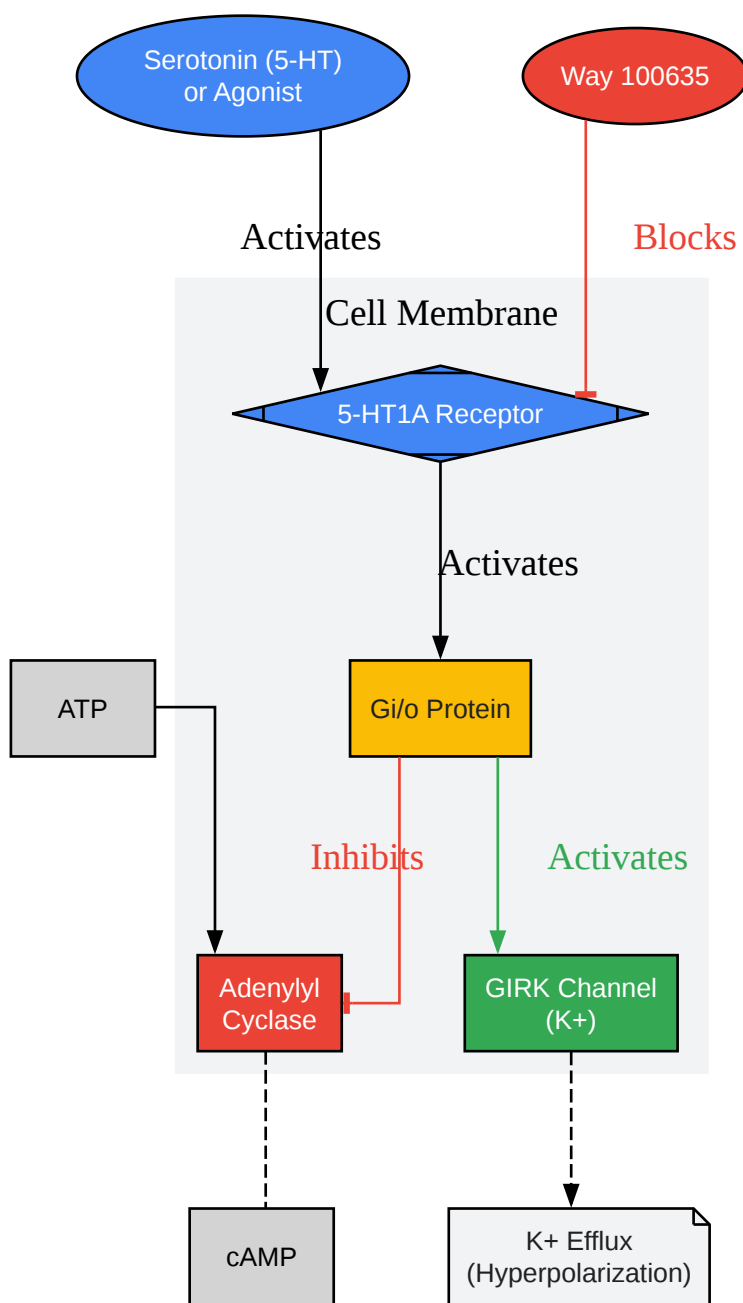 Serotonin (5-HT)
or Agonist
Way 100635
Activates
Blocks
Cell Membrane
5-HT1A Receptor
Activates
ATP
Gi/o Protein
Inhibits
Activates
Adenylyl
Cyclase
GIRK Channel
(K+)
cAMP
K+ Efflux
(Hyperpolarization)